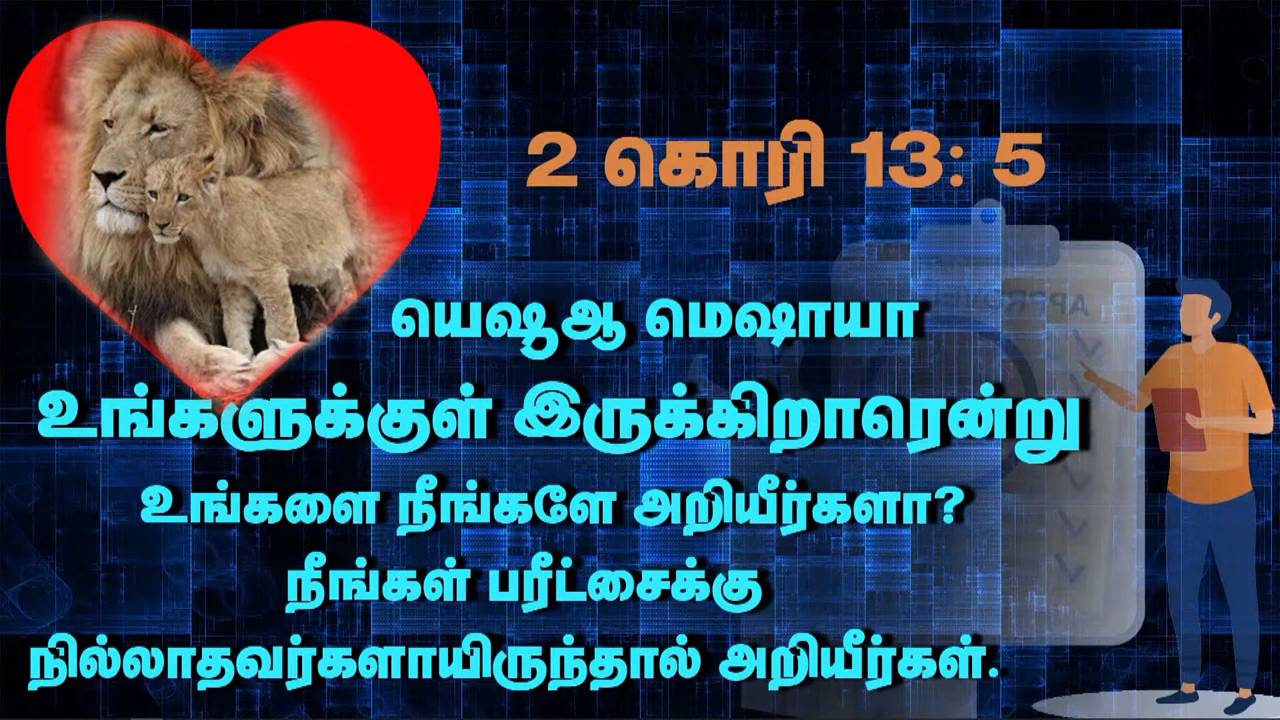 2 கொரி 13: 5
யெஷூஆ மெஷாயா
உங்களுக்குள் இருக்கிறாரென்று
உங்களை நீங்களே அறியீர்களா?
நீங்கள் பரீட்சைக்கு
நில்லாதவர்களாயிருந்தால் அறியீர்கள்.